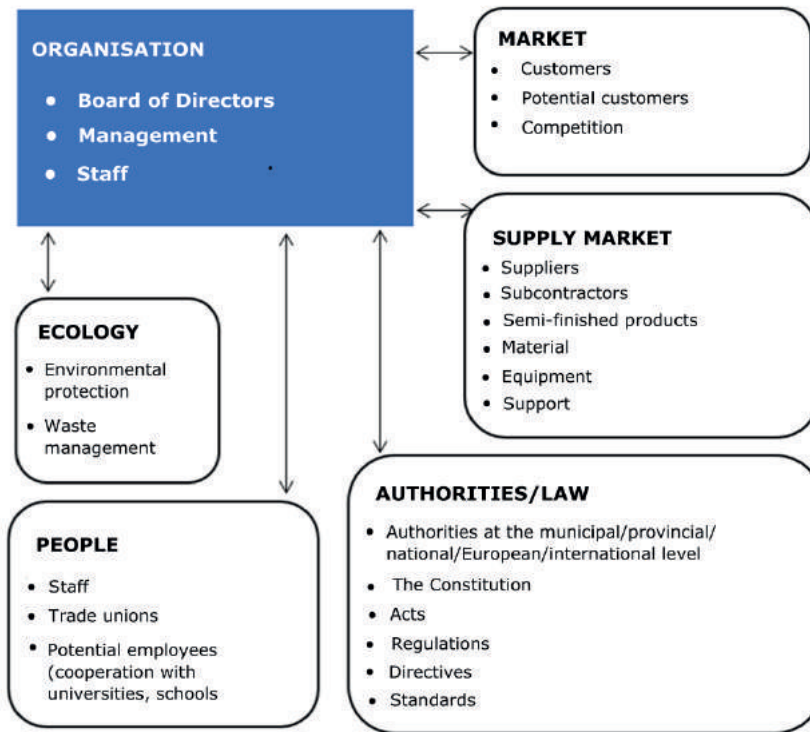 ORGANISATION
• Board of Directors
• Management
• Staff
MARKET
• Customers
• Potential customers
• Competition
SUPPLY MARKET
• Suppliers
• Subcontractors
• Semi-finished products
• Material
• Equipment
• Support
ECOLOGY
• Environmental
protection
• Waste
management
PEOPLE
• Staff
• Trade unions
• Potential employees
(cooperation with
universities, schools
AUTHORITIES/LAW
• Authorities at the municipal/provincial/
national/European/international level
• The Constitution
• Acts
• Regulations
• Directives
• Standards